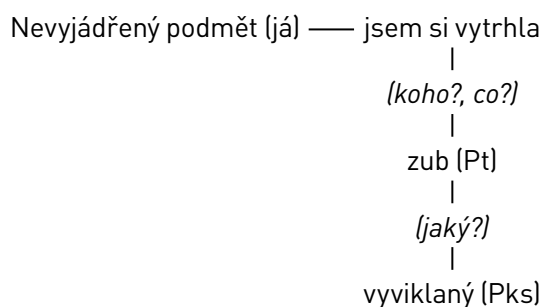 Nevyjádřený podmět (já) —— jsem si vytrhla
(koho?, co?)
zub (Pt)
(jaký?)
vyviklaný (Pks)